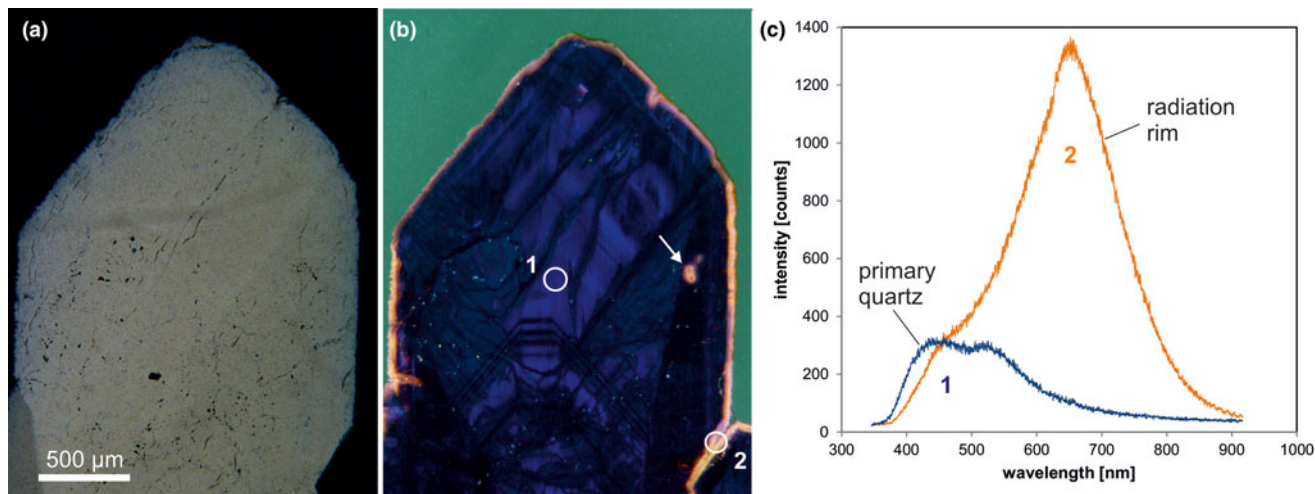 (a)
500 µm
(b)
1
2
(c)
intensity [counts]
1400
1200
1000
800
600
400
200
0
radiation
rim
2
primary
quartz
1
300 400 500 600 700 800 900 1000
wavelength [nm]